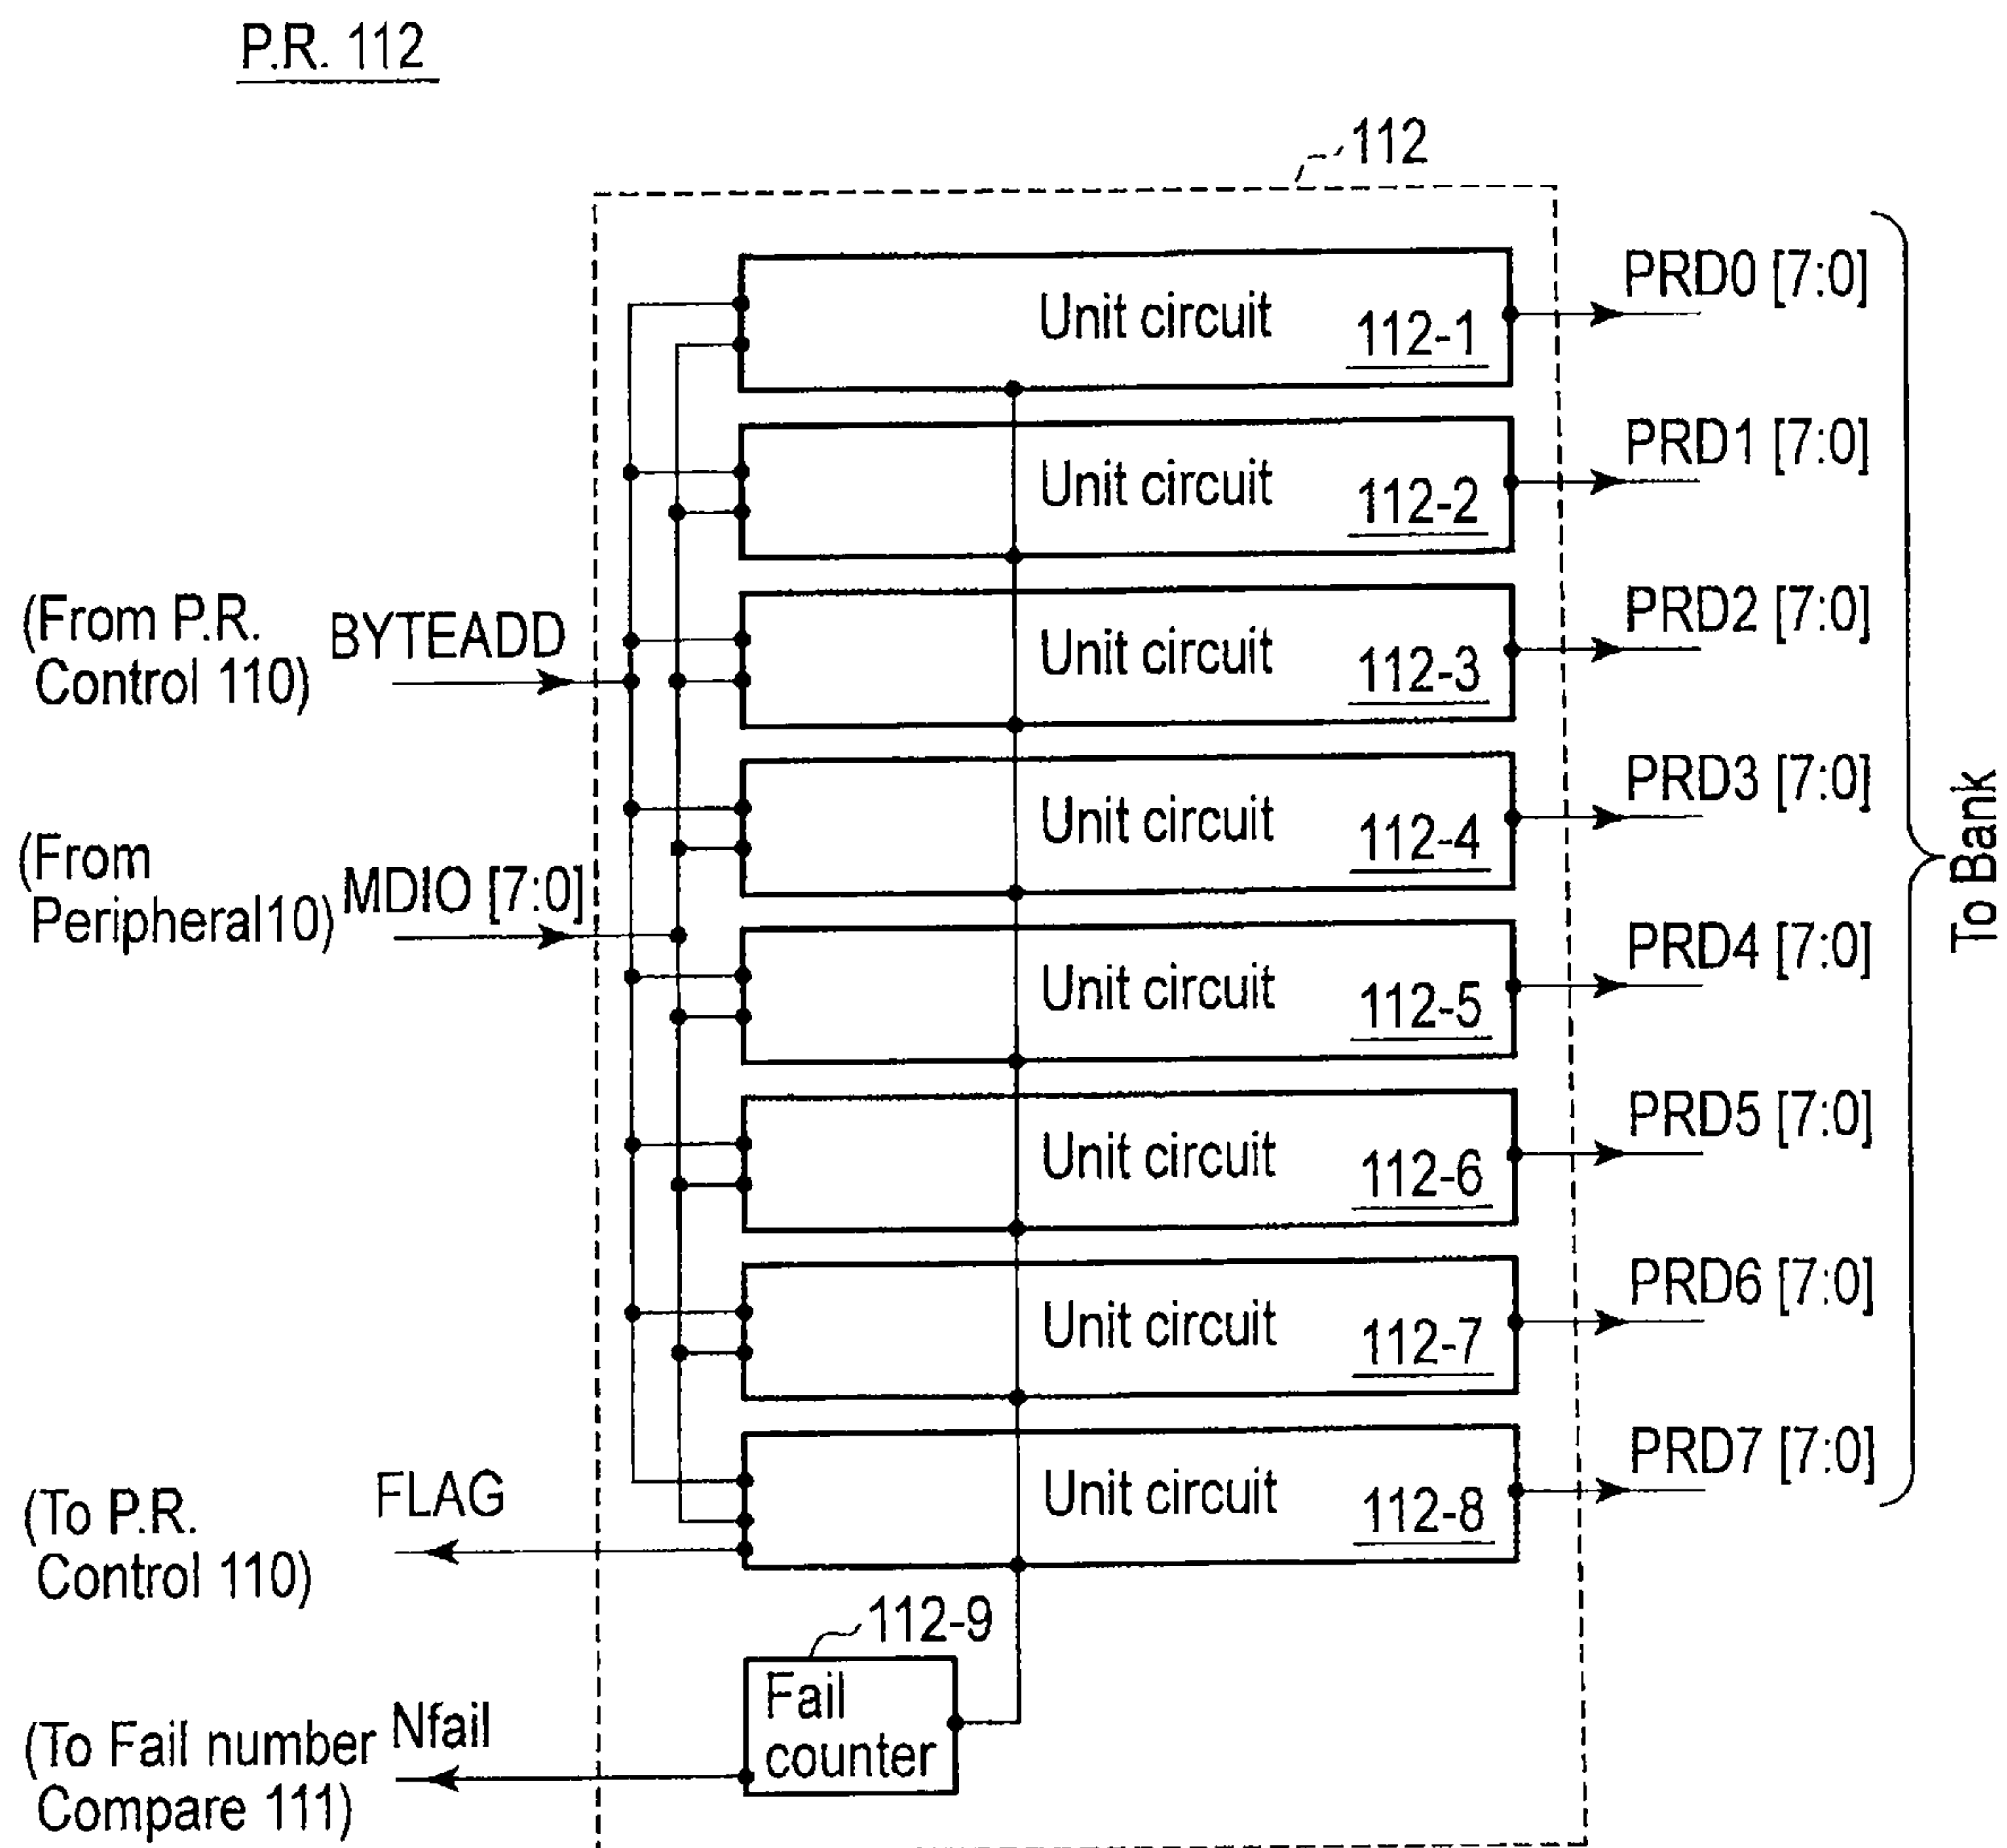 P.R. 112
112
Unit circuit 112-1
PRD0 [7:0]
Unit circuit 112-2
PRD1 [7:0]
Unit circuit 112-3
PRD2 [7:0]
(From P.R.
Control 110)
BYTEADD
Unit circuit 112-4
PRD3 [7:0]
(From
Peripheral10)
MDIO [7:0]
Unit circuit 112-5
PRD4 [7:0]
Unit circuit 112-6
PRD5 [7:0]
Unit circuit 112-7
PRD6 [7:0]
Unit circuit 112-8
PRD7 [7:0]
To Bank
(To P.R.
Control 110)
FLAG
112-9
Fail
counter
(To Fail number
Compare 111)
Nfail